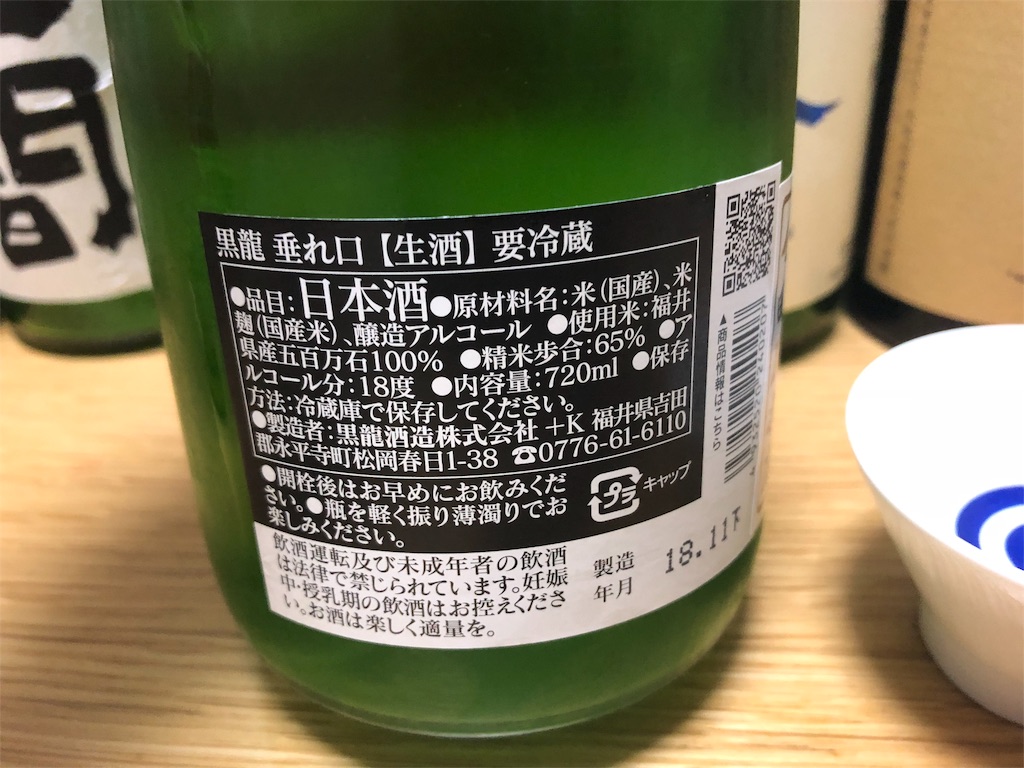 黒龍 垂れ口【生酒】要冷蔵
●品目:日本酒●原材料名:米(国産)、米
麹(国産米)、醸造アルコール ●使用米:福井
県産五百万石100% ●精米歩合:65% ●ア
ルコール分:18度 ●内容量:720ml ●保存
方法:冷蔵庫で保存してください。
●製造者:黒龍酒造株式会社 +K 福井県吉田
郡永平寺町松岡春日1-38 ☎0776-61-6110
●開栓後はお早めにお飲みくだ
さい。●瓶を軽く振り薄濁りでお
楽しみください。
プラ キャップ
飲酒運転及び未成年者の飲酒
は法律で禁じられています。妊娠
中・授乳期の飲酒はお控えくださ
い。お酒は楽しく適量を。
製造
年月
18.11下
▲商品情報はこちら